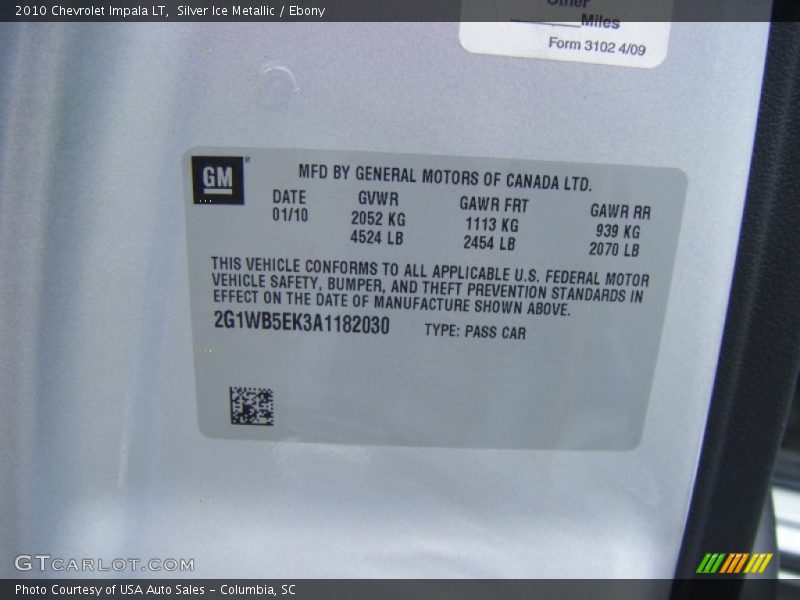 2010 Chevrolet Impala LT, Silver Ice Metallic / Ebony
Other
Miles
Form 3102 4/09
GM
MFD BY GENERAL MOTORS OF CANADA LTD.
DATE GVWR GAWR FRT GAWR RR
01/10 2052 KG 1113 KG 939 KG
4524 LB 2454 LB 2070 LB
THIS VEHICLE CONFORMS TO ALL APPLICABLE U.S. FEDERAL MOTOR
VEHICLE SAFETY, BUMPER, AND THEFT PREVENTION STANDARDS IN
EFFECT ON THE DATE OF MANUFACTURE SHOWN ABOVE.
2G1WB5EK3A1182030 TYPE: PASS CAR
GTCARLOT.COM
Photo Courtesy of USA Auto Sales - Columbia, SC